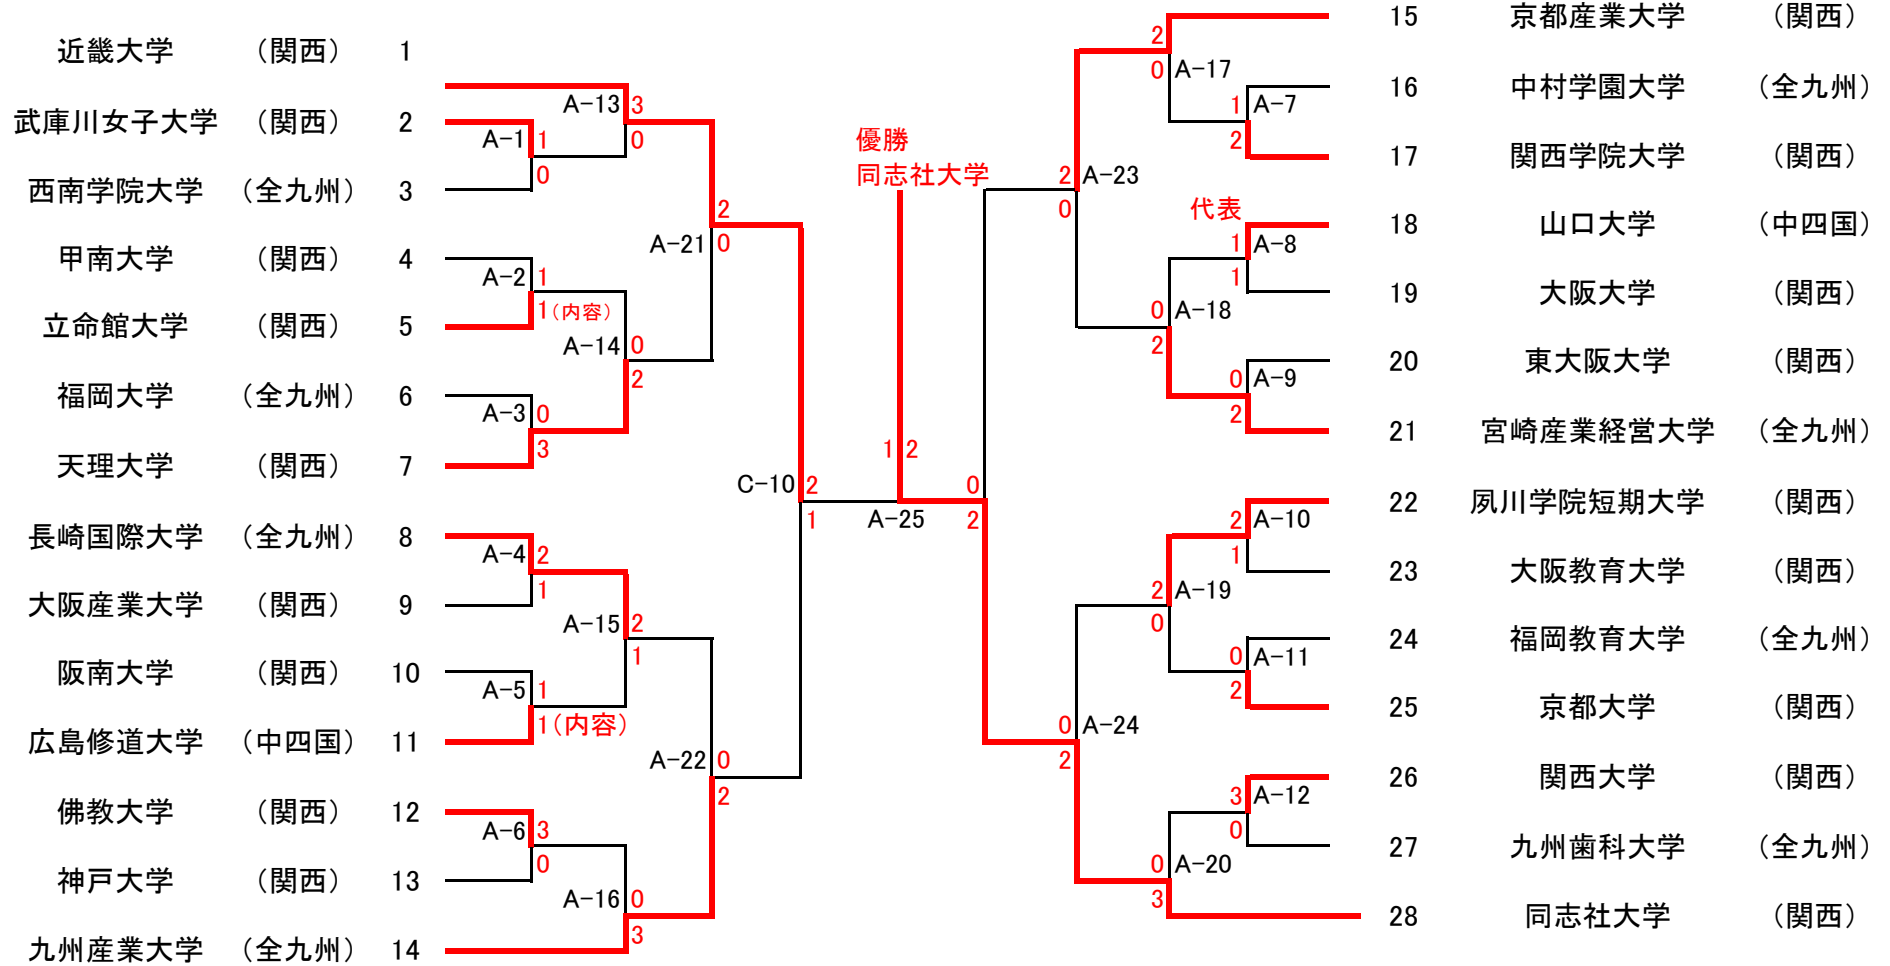 近畿大学 (関西) 1
武庫川女子大学 (関西) 2
西南学院大学 (全九州) 3
甲南大学 (関西) 4
立命館大学 (関西) 5
福岡大学 (全九州) 6
天理大学 (関西) 7
長崎国際大学 (全九州) 8
大阪産業大学 (関西) 9
阪南大学 (関西) 10
広島修道大学 (中四国) 11
佛教大学 (関西) 12
神戸大学 (関西) 13
九州産業大学 (全九州) 14
A-1 1
0
A-2 1
1(内容)
A-3 0
3
A-4 2
1
A-5 1
1(内容)
A-6 3
0
A-13 3
0
A-14 0
2
A-15 2
1
A-16 0
3
A-21 2
0
A-22 0
2
C-10 2
1
優勝
同志社大学
1 2
A-25
0
2
2 A-23
0
0 A-24
2
2
0 A-17
0 A-18
2
2 A-19
0
0 A-20
3
1 A-7
2
代表
1 A-8
1
0 A-9
2
2 A-10
1
0 A-11
2
3 A-12
0
15 京都産業大学 (関西)
16 中村学園大学 (全九州)
17 関西学院大学 (関西)
18 山口大学 (中四国)
19 大阪大学 (関西)
20 東大阪大学 (関西)
21 宮崎産業経営大学 (全九州)
22 夙川学院短期大学 (関西)
23 大阪教育大学 (関西)
24 福岡教育大学 (全九州)
25 京都大学 (関西)
26 関西大学 (関西)
27 九州歯科大学 (全九州)
28 同志社大学 (関西)